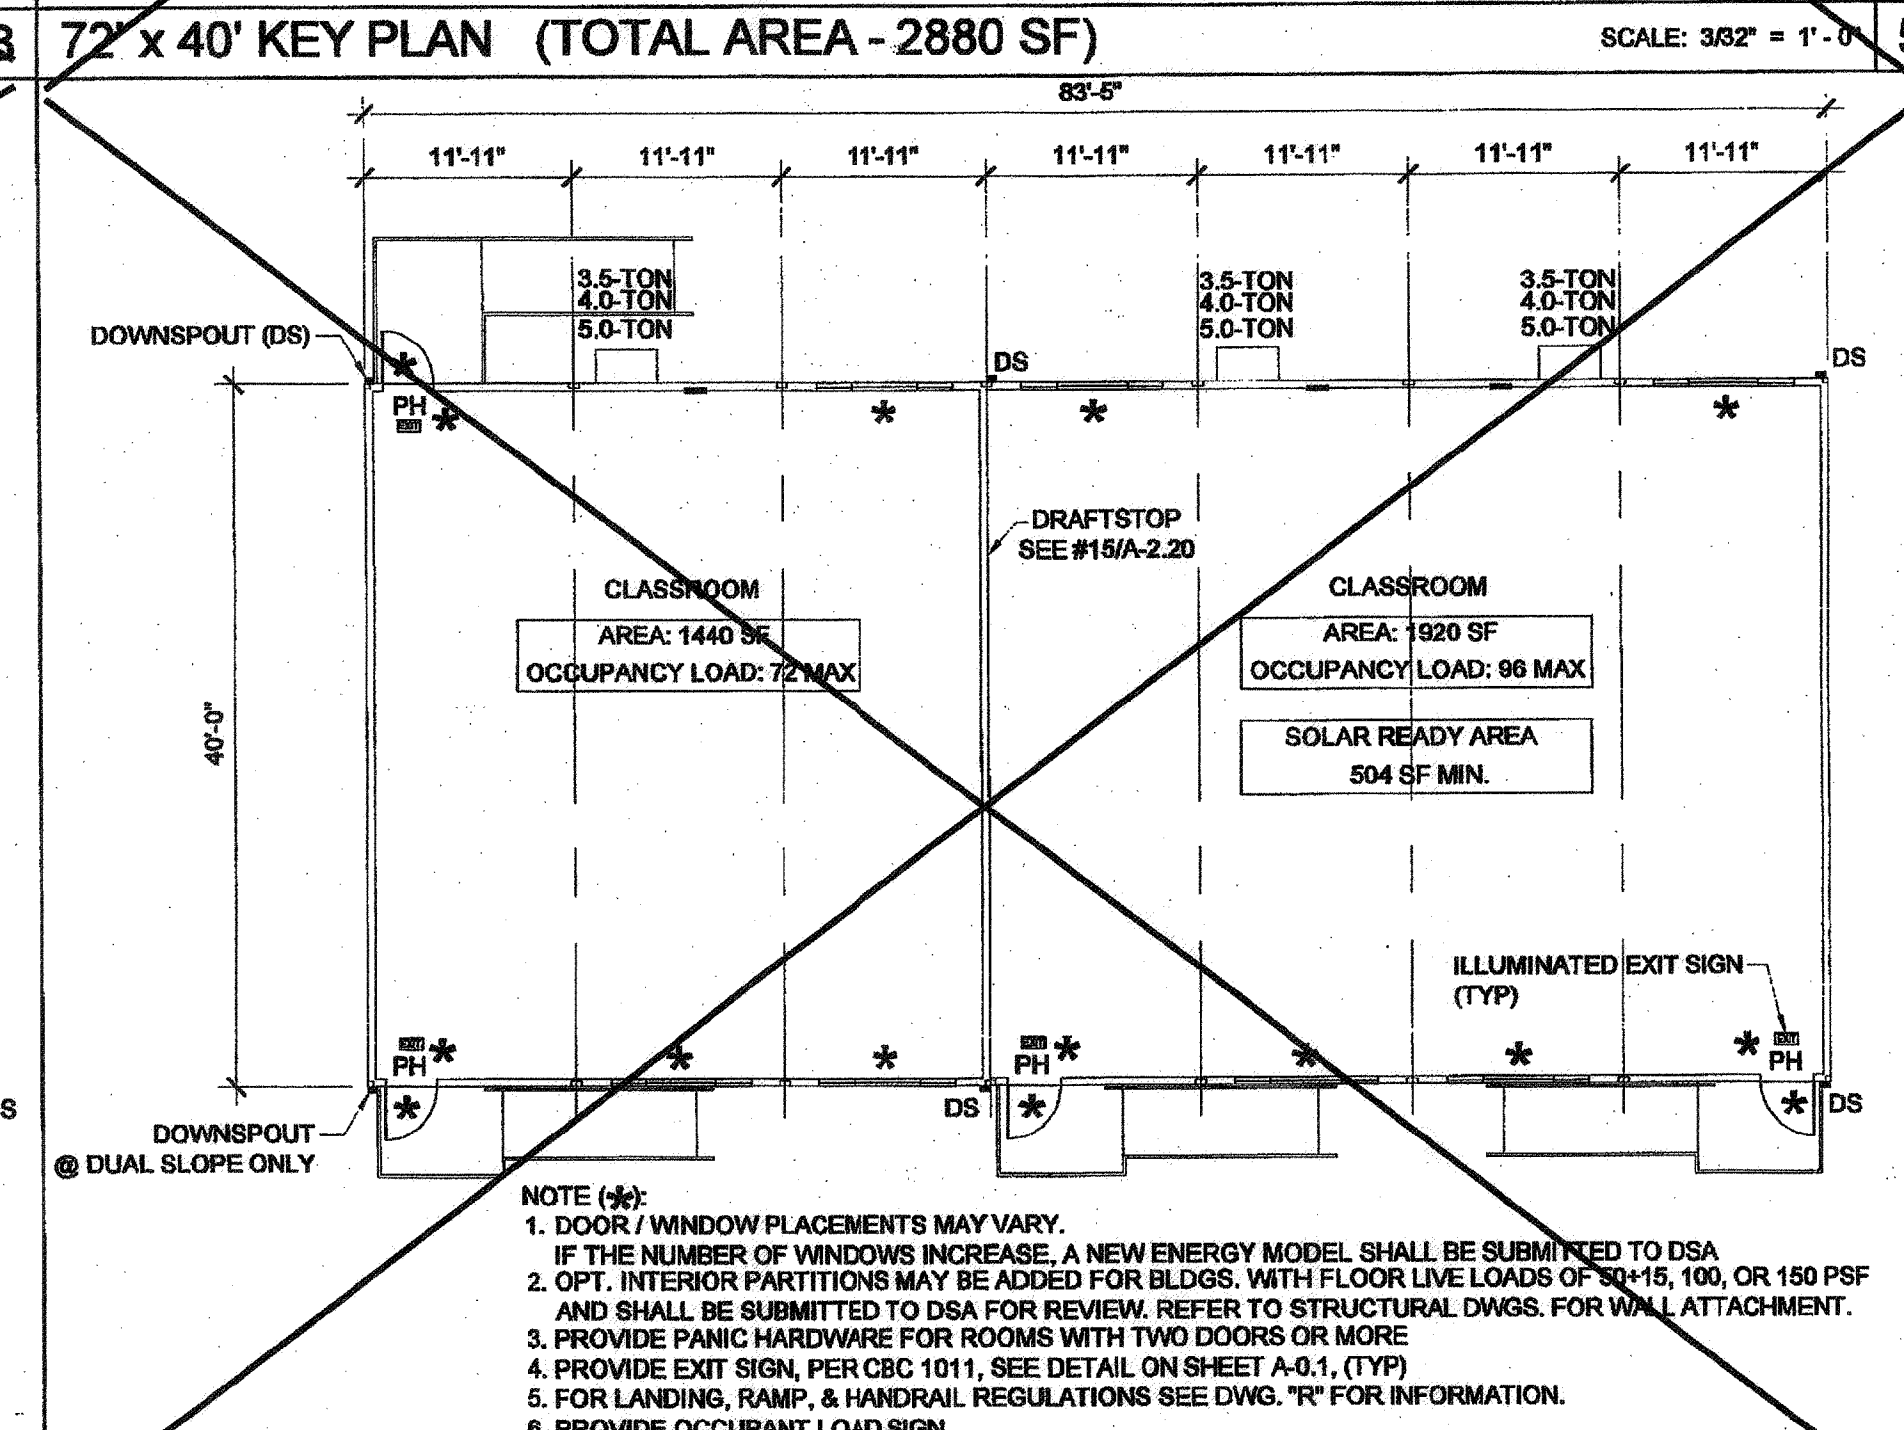 72' x 40' KEY PLAN (TOTAL AREA - 2880 SF)
SCALE: 3/32" = 1' - 0"
83'-5"
11'-11" 11'-11" 11'-11" 11'-11" 11'-11" 11'-11" 11'-11"
3.5-TON
4.0-TON
5.0-TON
3.5-TON
4.0-TON
5.0-TON
3.5-TON
4.0-TON
5.0-TON
DOWNSPOUT (DS)
DS
DS
*
PH *
EXIT
*
*
*
DRAFTSTOP
SEE #15/A-2.20
CLASSROOM
AREA: 1440 SF
OCCUPANCY LOAD: 72 MAX
CLASSROOM
AREA: 1920 SF
OCCUPANCY LOAD: 96 MAX
SOLAR READY AREA
504 SF MIN.
40'-0"
ILLUMINATED EXIT SIGN
(TYP)
EXIT *
PH
*
*
EXIT *
PH
*
*
* EXIT
PH
*
DS
*
* DS
S
DOWNSPOUT
@ DUAL SLOPE ONLY
NOTE (*):
1. DOOR / WINDOW PLACEMENTS MAY VARY.
IF THE NUMBER OF WINDOWS INCREASE, A NEW ENERGY MODEL SHALL BE SUBMITTED TO DSA
2. OPT. INTERIOR PARTITIONS MAY BE ADDED FOR BLDGS. WITH FLOOR LIVE LOADS OF 50+15, 100, OR 150 PSF
AND SHALL BE SUBMITTED TO DSA FOR REVIEW. REFER TO STRUCTURAL DWGS. FOR WALL ATTACHMENT.
3. PROVIDE PANIC HARDWARE FOR ROOMS WITH TWO DOORS OR MORE
4. PROVIDE EXIT SIGN, PER CBC 1011, SEE DETAIL ON SHEET A-0.1, (TYP)
5. FOR LANDING, RAMP, & HANDRAIL REGULATIONS SEE DWG. "R" FOR INFORMATION.
6. PROVIDE OCCUPANT LOAD SIGN